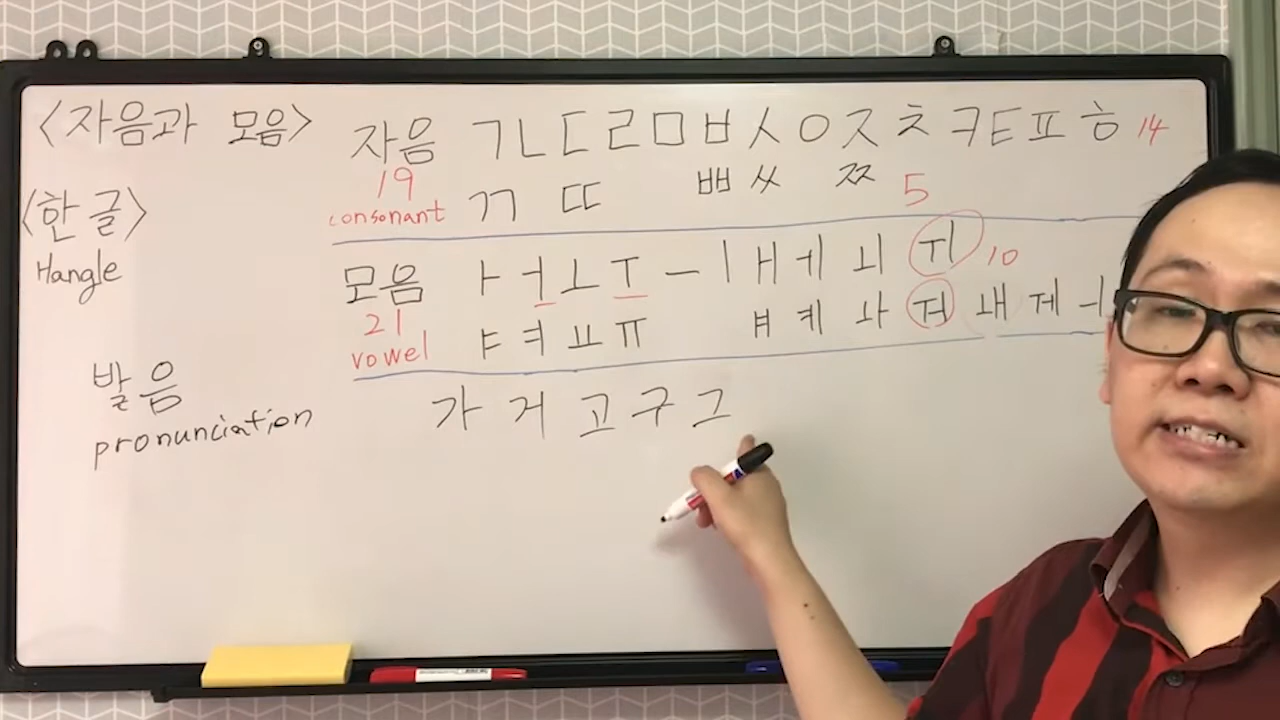 <자음과 모음>
자음 ㄱ ㄴ ㄷ ㄹ ㅁ ㅂ ㅅ ㅇ ㅈ ㅊ ㅋ ㅌ ㅍ ㅎ 14
19
consonant ㄲ ㄸ ㅃ ㅆ ㅉ 5
<한글>
Hangle
모음 ㅏ ㅓ ㅗ ㅜ ㅡ ㅣ ㅐ ㅔ ㅚ ㅟ 10
21
vowel ㅑ ㅕ ㅛ ㅠ ㅒ ㅖ ㅘ ㅝ ㅙ ㅞ ㅢ
발음
pronunciation
가 거 고 구 그